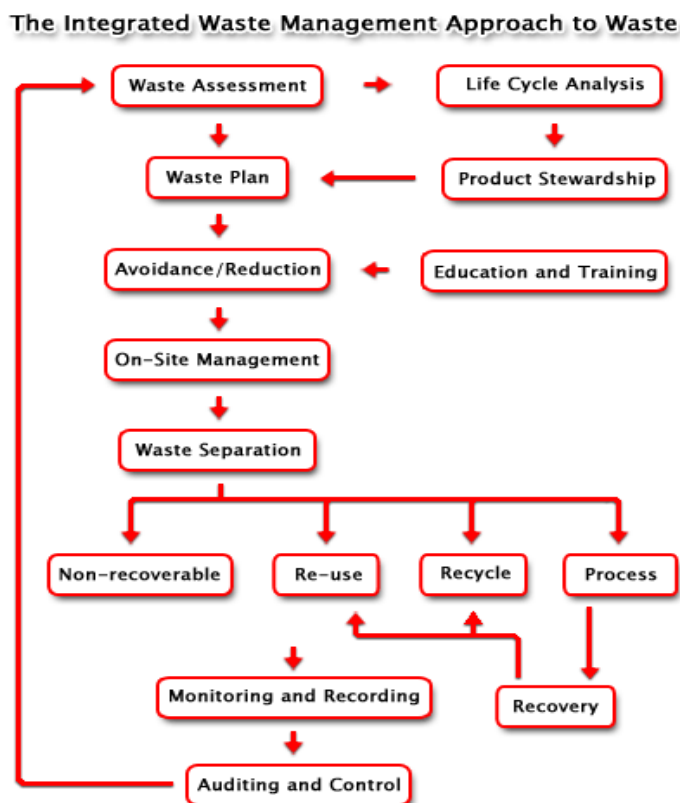 The Integrated Waste Management Approach to Waste
Waste Assessment
Life Cycle Analysis
Waste Plan
Product Stewardship
Avoidance/Reduction
Education and Training
On-Site Management
Waste Separation
Non-recoverable
Re-use
Recycle
Process
Monitoring and Recording
Recovery
Auditing and Control